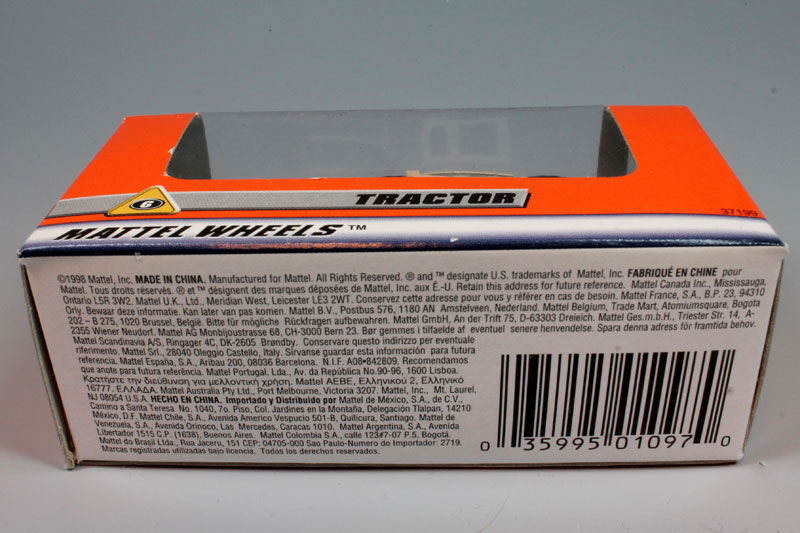 TRACTOR
6
37199
MATTEL WHEELS™
©1998 Mattel, Inc. MADE IN CHINA. Manufactured for Mattel. All Rights Reserved. ® and ™ designate U.S. trademarks of Mattel, Inc. FABRIQUÉ EN CHINE pour
Mattel. Tous droits réservés. ® et ™ désignent des marques déposées de Mattel, Inc. aux É.-U. Retain this address for future reference. Mattel Canada Inc., Mississauga,
Ontario L5R 3W2. Mattel U.K., Ltd., Meridian West, Leicester LE3 2WT. Conservez cette adresse pour vous y référer en cas de besoin. Mattel France, S.A., B.P. 23, 94310
Orly. Bewaar deze informatie. Kan later van pas komen. Mattel B.V., Postbus 576, 1180 AN Amstelveen, Nederland. Mattel Belgium, Trade Mart, Atomiumsquare, Bogota
202 - B 275, 1020 Brussel, België. Bitte für mögliche Rückfragen aufbewahren. Mattel GmbH, An der Trift 75, D-63303 Dreieich. Mattel Ges.m.b.H., Triester Str. 14, A-
2355 Wiener Neudorf. Mattel AG Monbijoustrasse 68, CH-3000 Bern 23. Bør gemmes i tilfaelde af eventuel senere henvendelse. Spara denna adress för framtida behov.
Mattel Scandinavia A/S, Ringager 4C, DK-2605 Brøndby. Conservare questo indirizzo per eventuale
riferimento. Mattel Srl., 28040 Oleggio Castello, Italy. Sírvanse guardar esta información para futura
referencia. Mattel España, S.A., Aribau 200, 08036 Barcelona. N.I.F. A08•842809. Recomendamos
que anote para futura referência. Mattel Portugal, Lda., Av. da República No.90-96, 1600 Lisboa.
Κρατήστε την διεύθυνση για μελλοντική χρήση. Mattel AEBE, Ελληνικού 2, Ελληνικό
16777. ΕΛΛΑΔΑ. Mattel Australia Pty Ltd., Port Melbourne, Victoria 3207. Mattel, Inc., Mt. Laurel,
NJ 08054 U.S.A. HECHO EN CHINA. Importado y Distribuido por Mattel de México, S.A., de C.V.,
Camino a Santa Teresa No. 1040, 7o. Piso, Col. Jardines en la Montaña, Delegación Tlalpan, 14210
México, D.F. Mattel Chile, S.A., Avenida Americo Vespucio 501-B, Quilicura, Santiago. Mattel de
Venezuela, S.A., Avenida Orinoco, Las Mercedes, Caracas 1010. Mattel Argentina, S.A., Avenida
Libertador 1515 C.P. (1638), Buenos Aires. Mattel Colombia S.A., calle 123#7-07 P.5, Bogotá.
Mattel do Brasil Ltda., Rua Jaceru, 151 CEP; 04705-000 Sao Paulo-Numero do Importador: 2719.
Marcas registradas utilizadas bajo licencia. Todos los derechos reservados.
0 35995 01097 0